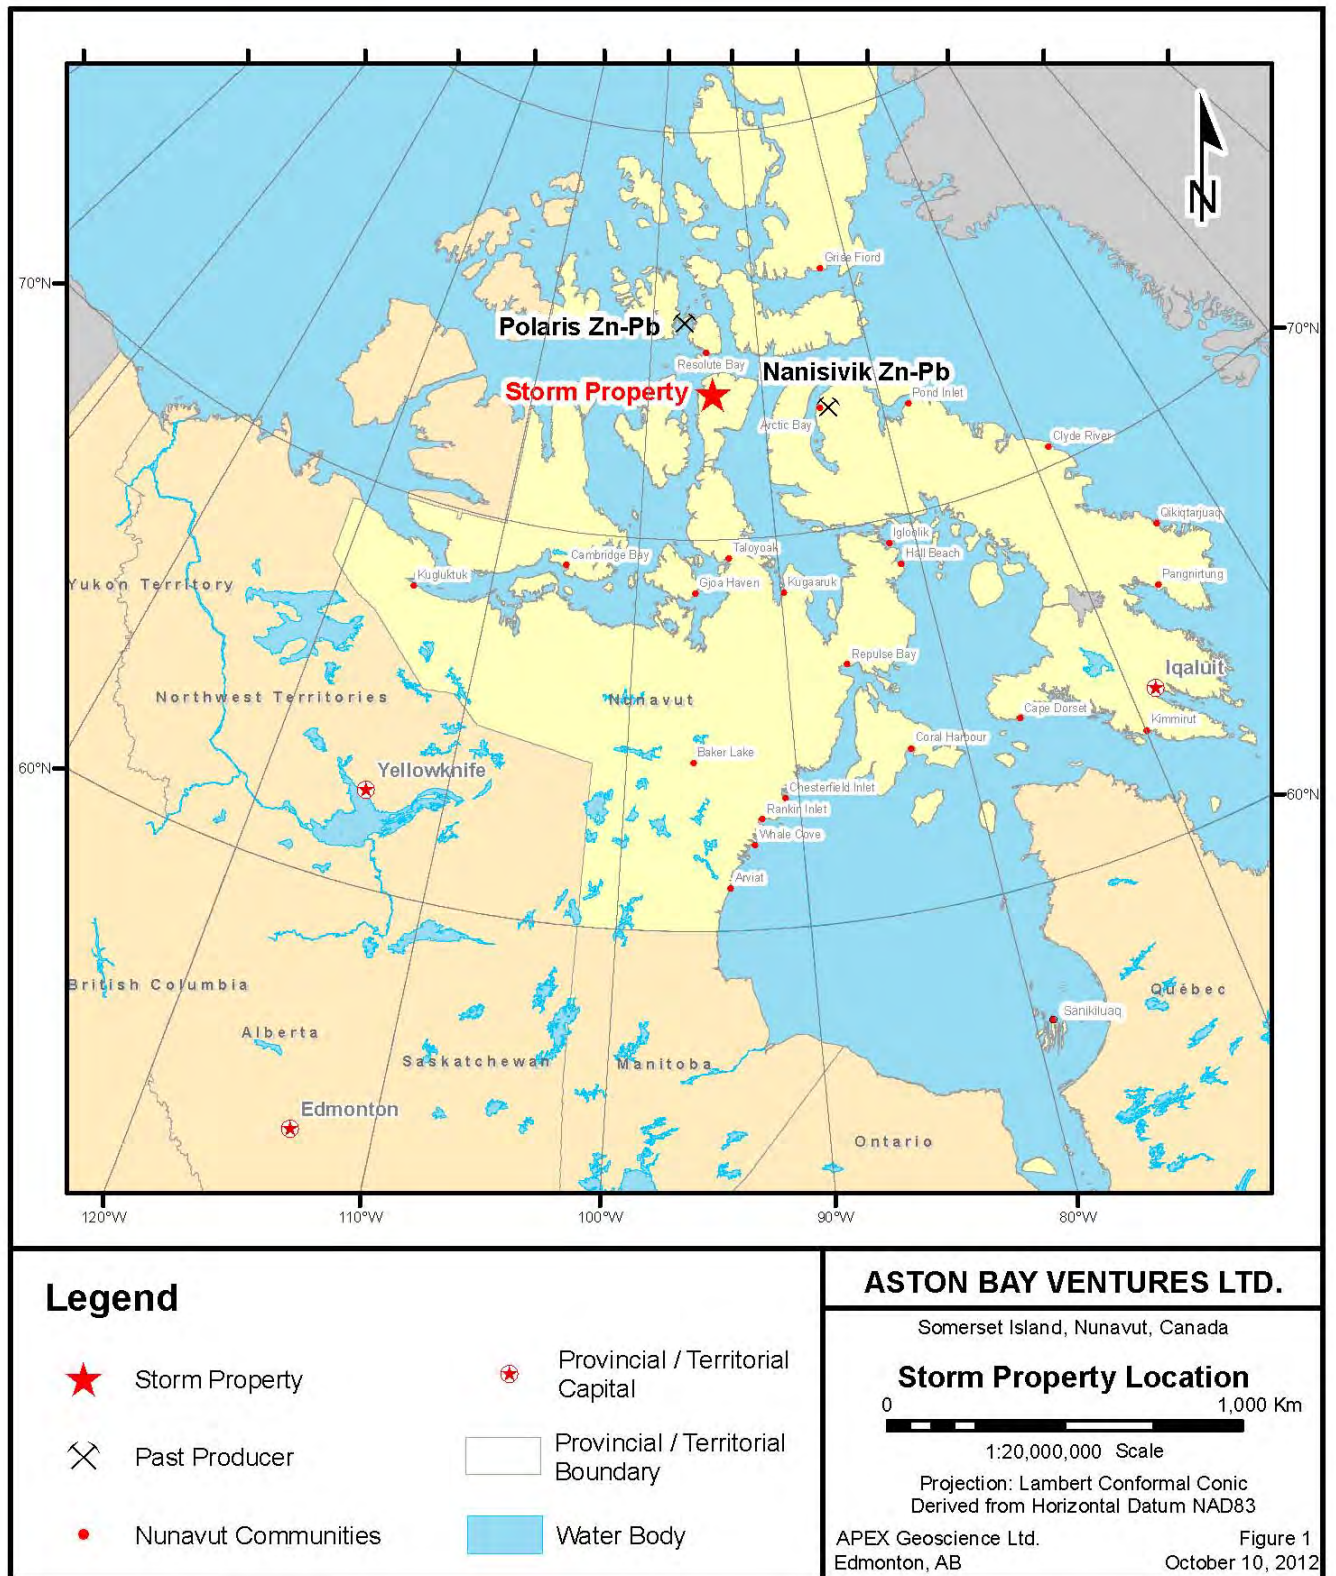 N
70°N
70°N
Grise Fiord
Polaris Zn-Pb
Resolute Bay
Nanisivik Zn-Pb
Storm Property
Pond Inlet
Arctic Bay
Clyde River
Qikiqtarjuaq
Igloolik
Hall Beach
Taloyoak
Cambridge Bay
Kugluktuk
Gjoa Haven
Kugaaruk
Pangnirtung
Yukon Territory
Repulse Bay
Iqaluit
Northwest Territories
Nunavut
Cape Dorset
Kimmirut
Coral Harbour
Baker Lake
60°N
60°N
Yellowknife
Chesterfield Inlet
Rankin Inlet
Whale Cove
Arviat
British Columbia
Québec
Sanikiluaq
Alberta
Saskatchewan
Manitoba
Edmonton
Ontario
120°W
110°W
100°W
90°W
80°W
Legend
Storm Property
Past Producer
Nunavut Communities
Provincial / Territorial
Capital
Provincial / Territorial
Boundary
Water Body
ASTON BAY VENTURES LTD.
Somerset Island, Nunavut, Canada
Storm Property Location
0 1,000 Km
1:20,000,000 Scale
Projection: Lambert Conformal Conic
Derived from Horizontal Datum NAD83
APEX Geoscience Ltd. Figure 1
Edmonton, AB October 10, 2012